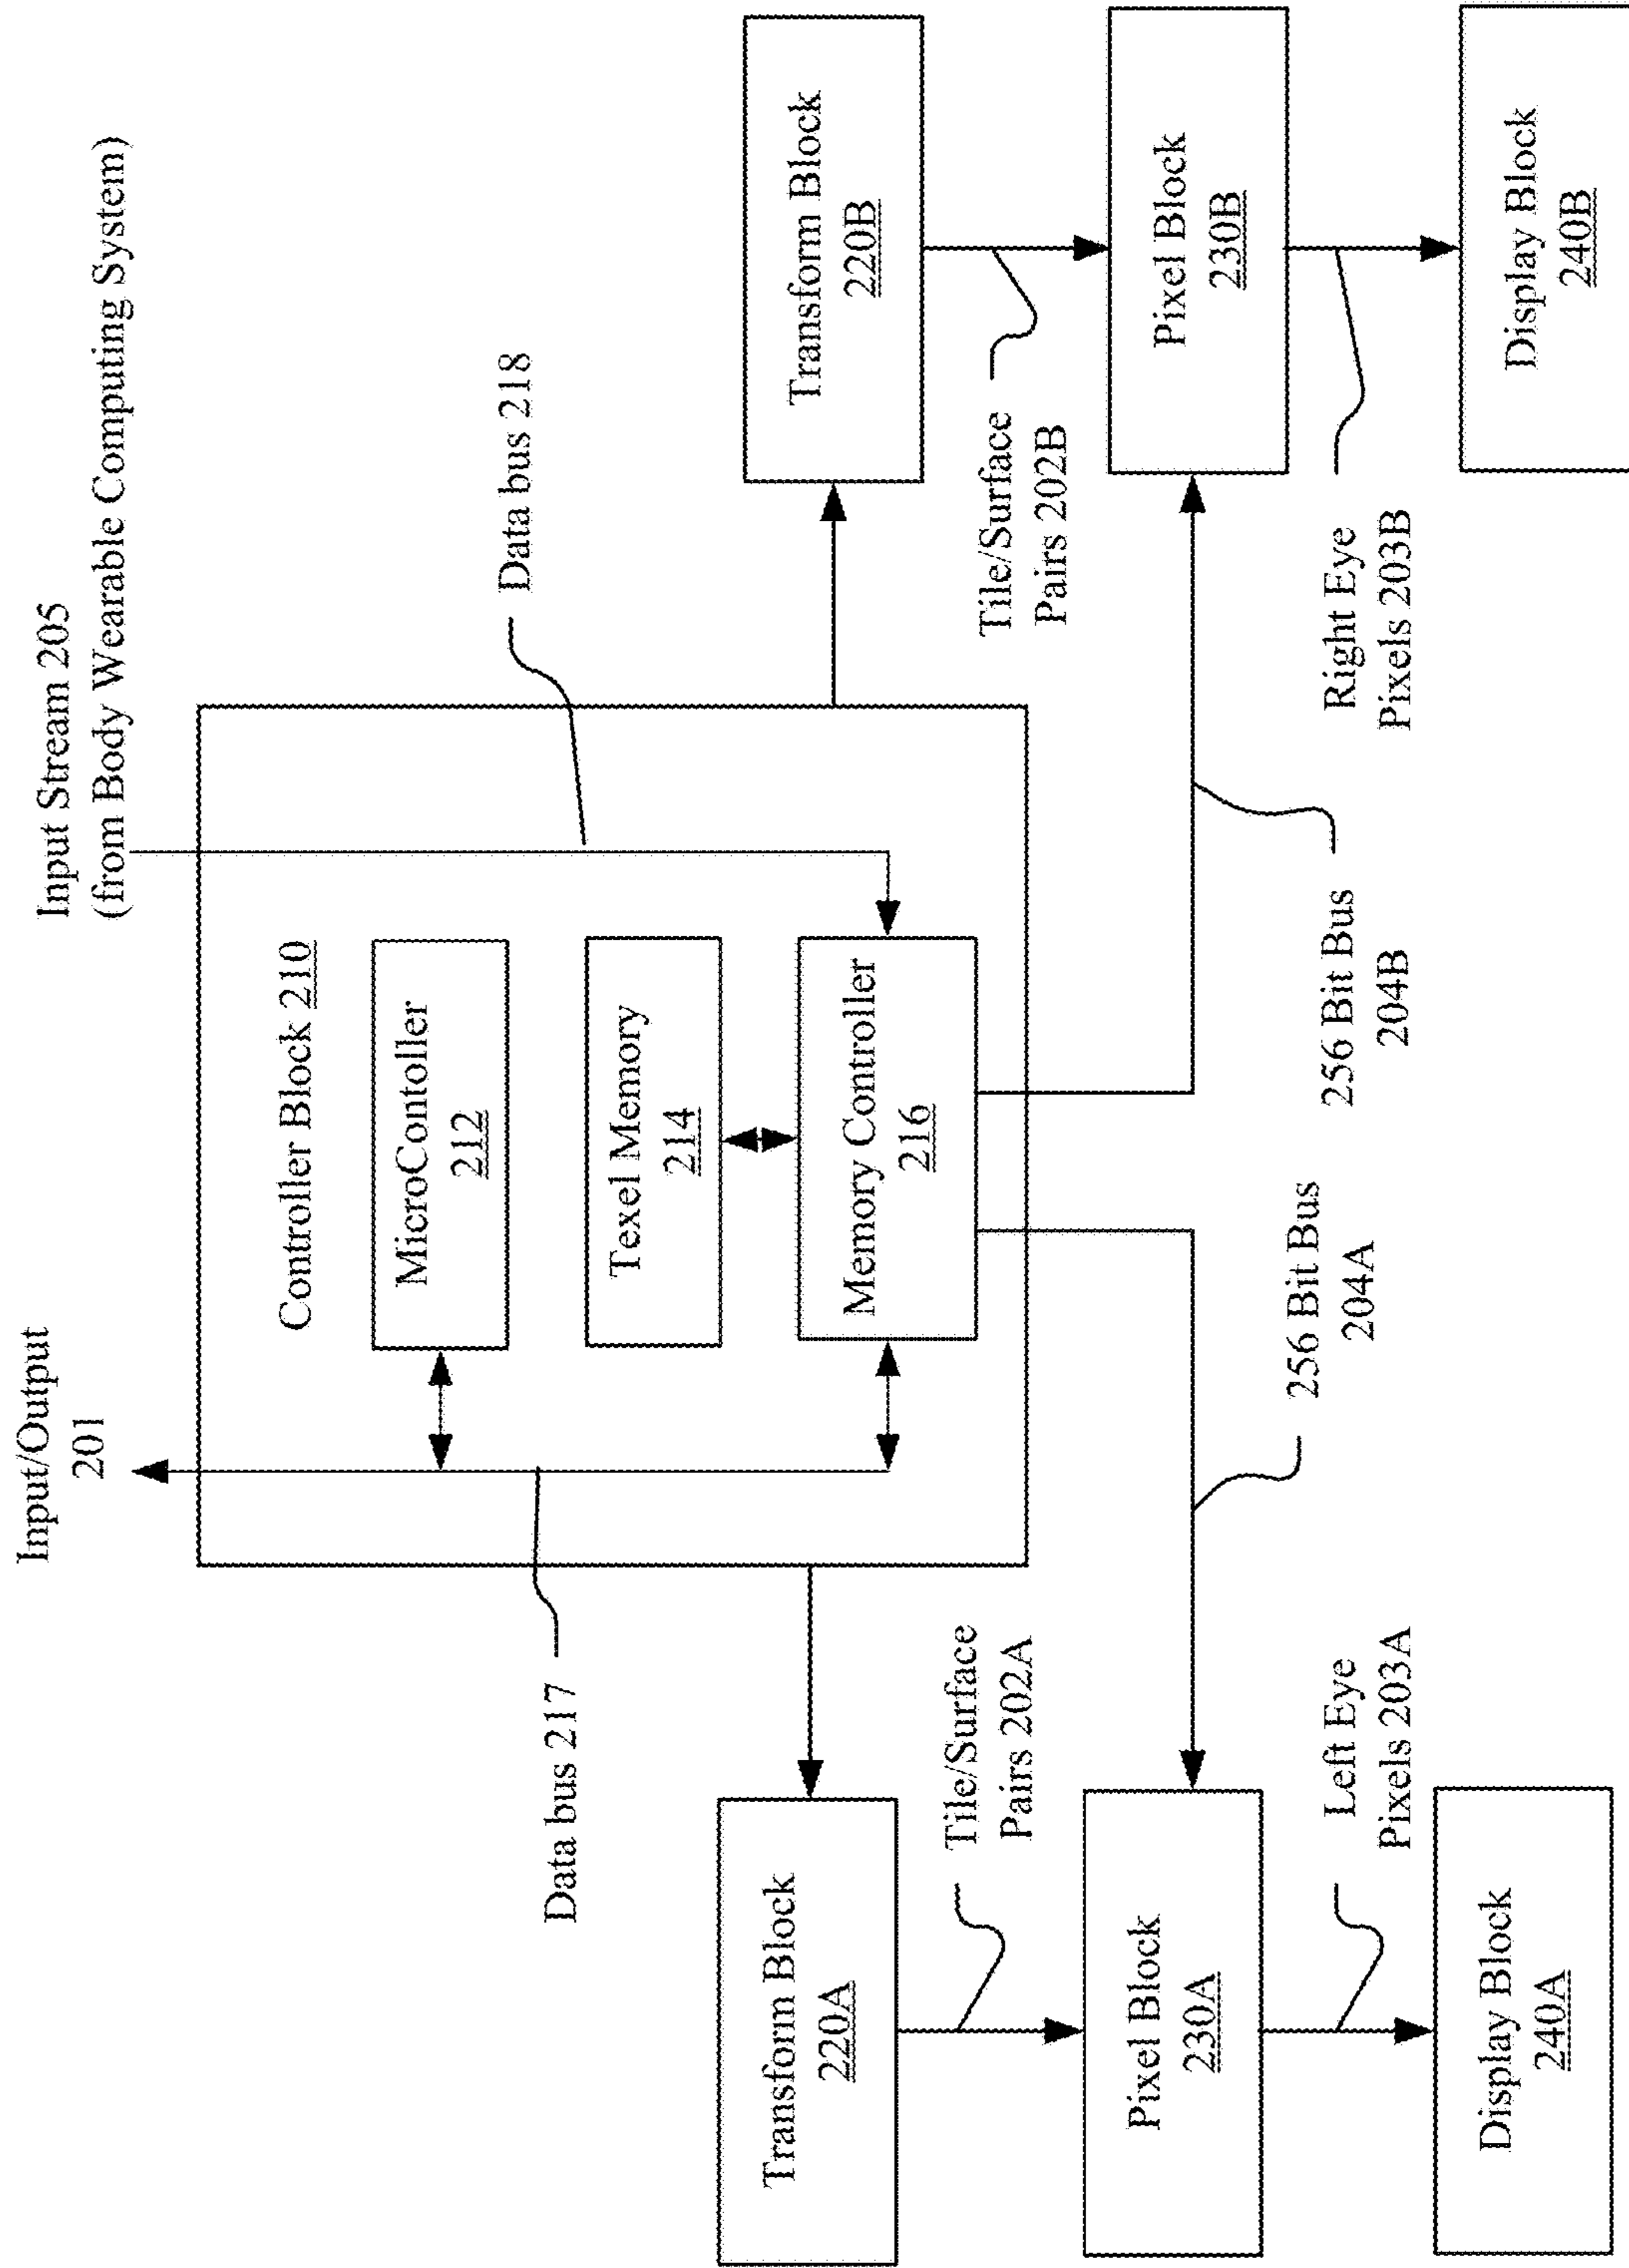 Input/Output
201
Input Stream 205
(from Body Wearable Computing System)
Controller Block 210
MicroContoller
212
Texel Memory
214
Memory Controller
216
Data bus 217
Data bus 218
Transform Block
220A
Transform Block
220B
Tile/Surface
Pairs 202A
Tile/Surface
Pairs 202B
Pixel Block
230A
Pixel Block
230B
256 Bit Bus
204A
256 Bit Bus
204B
Left Eye
Pixels 203A
Right Eye
Pixels 203B
Display Block
240A
Display Block
240B